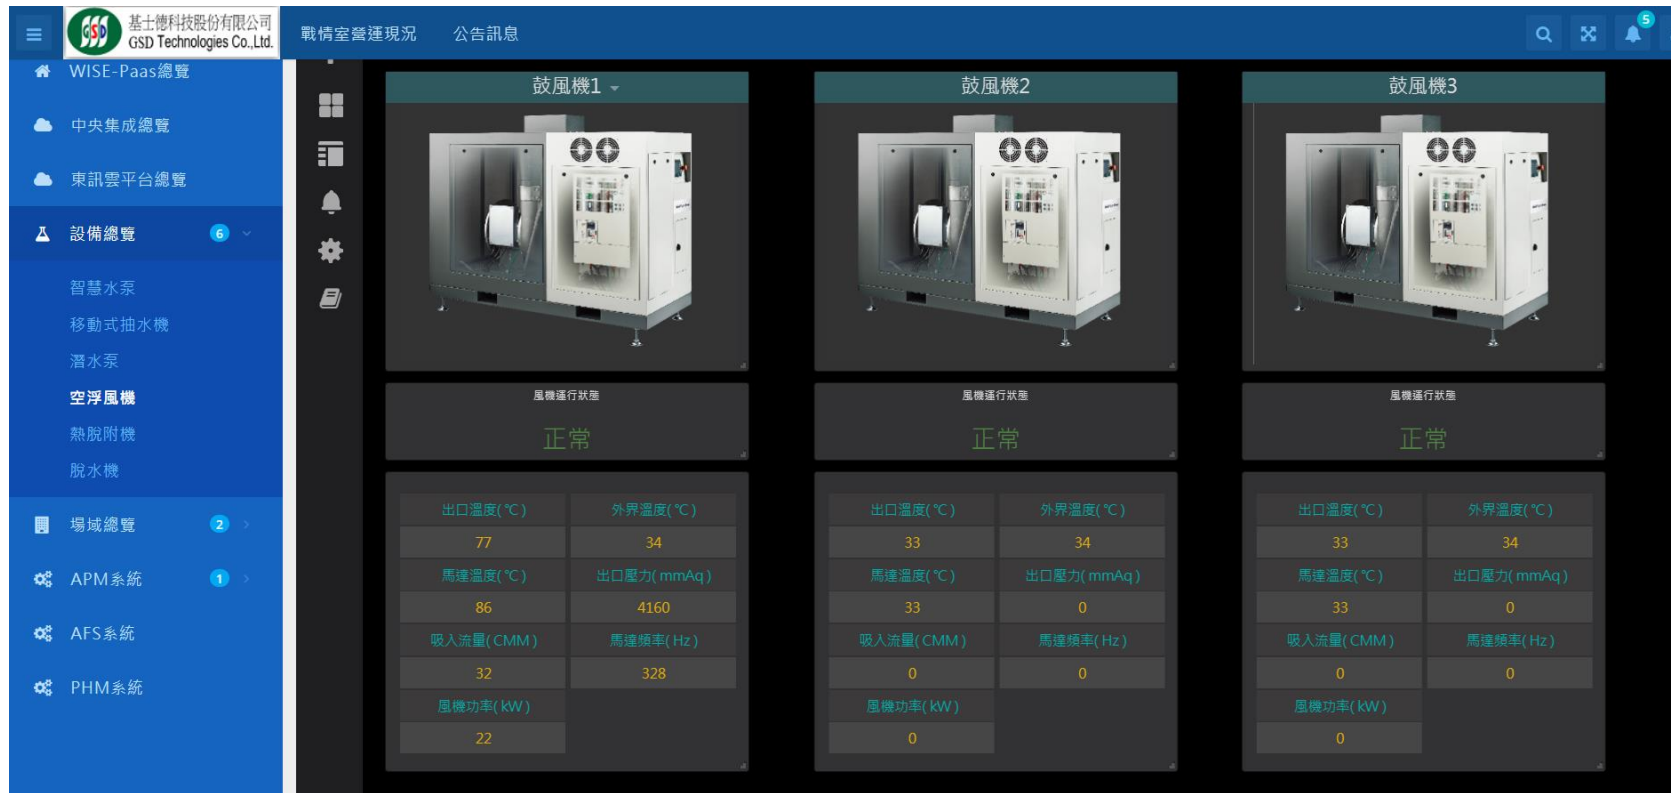 基士德科技股份有限公司
GSD Technologies Co.,Ltd.
GSD
戰情室營運現況
公告訊息
5
WISE-Paas總覽
中央集成總覽
東訊雲平台總覽
設備總覽 6
智慧水泵
移動式抽水機
潛水泵
空浮風機
熱脫附機
脫水機
場域總覽 2
APM系統 1
AFS系統
PHM系統
鼓風機1
風機運行狀態
正常
出口溫度(℃) 外界溫度(℃)
77 34
馬達溫度(℃) 出口壓力(mmAq)
86 4160
吸入流量(CMM) 馬達頻率(Hz)
32 328
風機功率(kW)
22
鼓風機2
風機運行狀態
正常
出口溫度(℃) 外界溫度(℃)
33 34
馬達溫度(℃) 出口壓力(mmAq)
33 0
吸入流量(CMM) 馬達頻率(Hz)
0 0
風機功率(kW)
0
鼓風機3
風機運行狀態
正常
出口溫度(℃) 外界溫度(℃)
33 34
馬達溫度(℃) 出口壓力(mmAq)
33 0
吸入流量(CMM) 馬達頻率(Hz)
0 0
風機功率(kW)
0